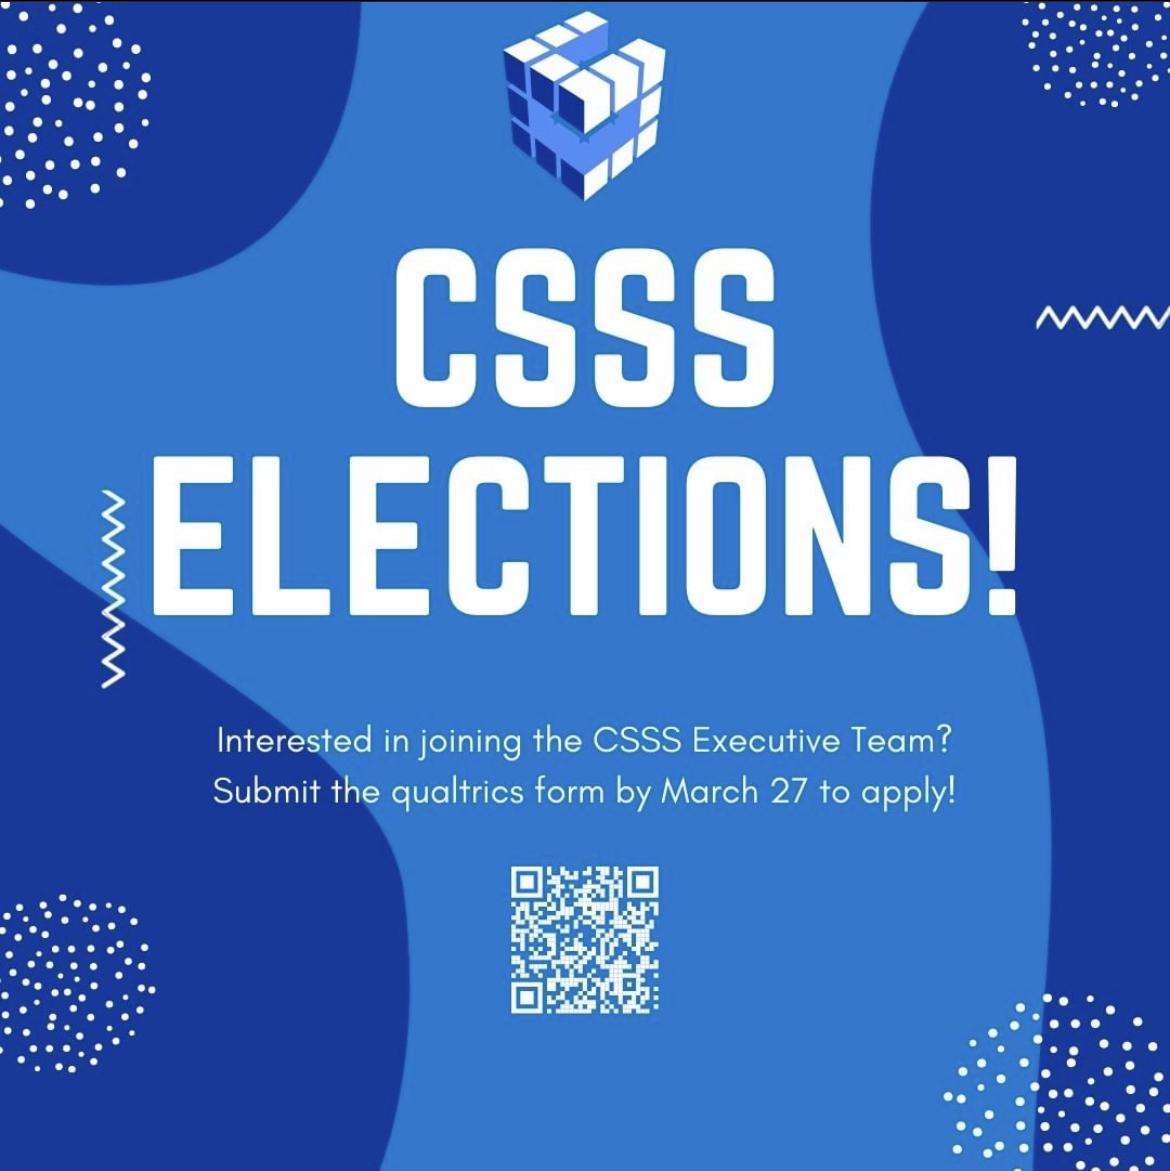 CSSS
ELECTIONS!
Interested in joining the CSSS Executive Team?
Submit the qualtrics form by March 27 to apply!